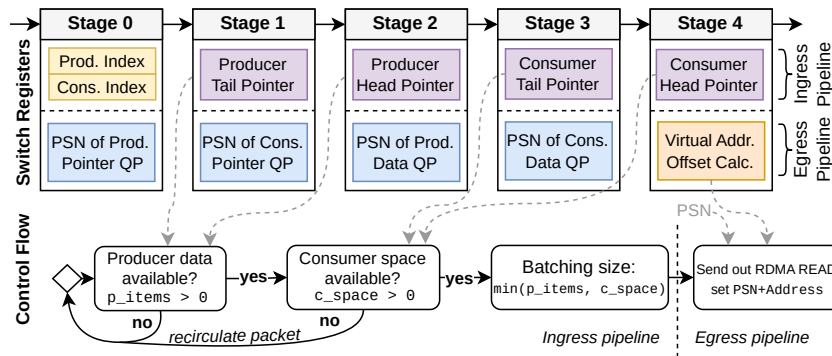 Stage 0
Stage 1
Stage 2
Stage 3
Stage 4
Switch Registers
Prod. Index
Cons. Index
Producer
Tail Pointer
Producer
Head Pointer
Consumer
Tail Pointer
Consumer
Head Pointer
Ingress
Pipeline
PSN of Prod.
Pointer QP
PSN of Cons.
Pointer QP
PSN of Prod.
Data QP
PSN of Cons.
Data QP
Virtual Addr.
Offset Calc.
Egress
Pipeline
PSN
Control Flow
Producer data
available?
p_items > 0
yes
no
Consumer space
available?
c_space > 0
yes
no
recirculate packet
Batching size:
min(p_items, c_space)
Send out RDMA READ
set PSN+Address
Ingress pipeline
Egress pipeline